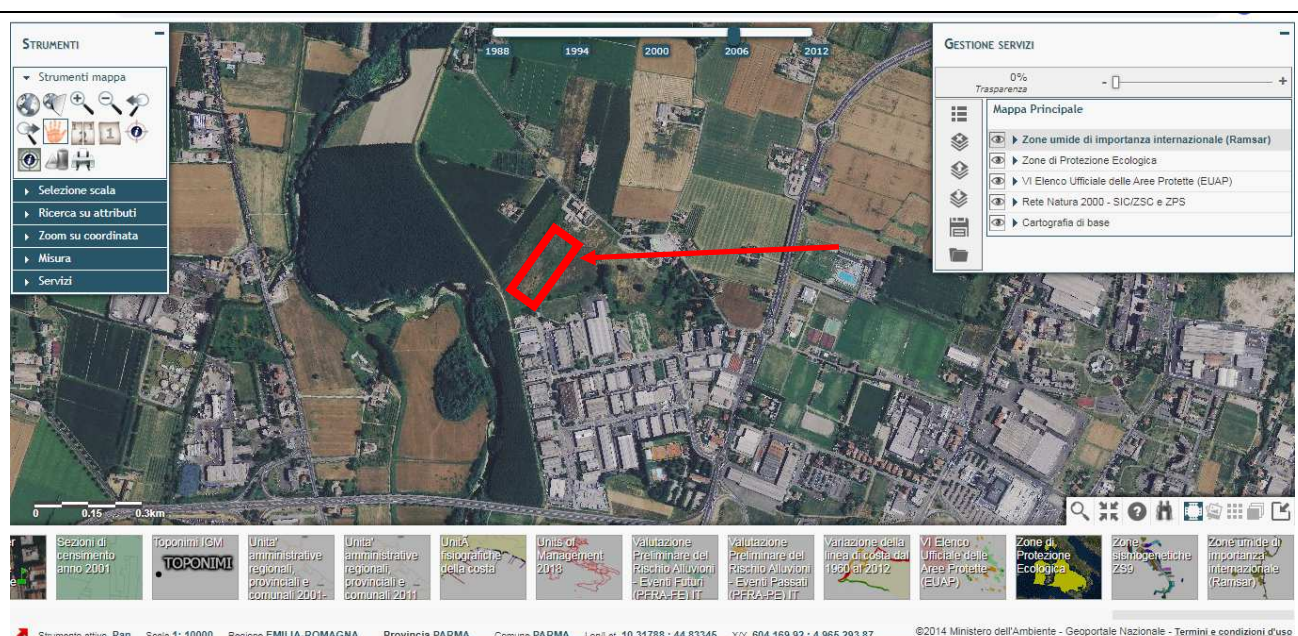 STRUMENTI
Strumenti mappa
Selezione scala
Ricerca su attributi
Zoom su coordinata
Misura
Servizi
1988 1994 2000 2006 2012
GESTIONE SERVIZI
0%
Trasparenza
- +
Mappa Principale
Zone umide di importanza internazionale (Ramsar)
Zone di Protezione Ecologica
VI Elenco Ufficiale delle Aree Protette (EUAP)
Rete Natura 2000 - SIC/ZSC e ZPS
Cartografia di base
0 0.15 0.3km
Sezioni di
censimento
anno 2001
Toponimi IGM
TOPONIMI
Unita'
amministrative
regionali,
provinciali e
comunali 2001-
Unita'
amministrative
regionali,
provinciali e
comunali 2011
UnitÃ
fisiografiche
della costa
Units of
Management
2018
Valutazione
Preliminare del
Rischio Alluvioni
- Eventi Futuri
(PFRA-FE) IT
Valutazione
Preliminare del
Rischio Alluvioni
- Eventi Passati
(PFRA-PE) IT
Variazione della
linea di costa dal
1960 al 2012
VI Elenco
Ufficiale delle
Aree Protette
(EUAP)
Zone di
Protezione
Ecologica
Zone
sismogenetiche
ZS9
Zone umide di
importanza
internazionale
(Ramsar)
Strumento attivo Pan Scala 1: 10000 Regione EMILIA-ROMAGNA Provincia PARMA Comune PARMA Lon/Lat 10.31788 ; 44.83345 X/Y 604,169.92 ; 4,965,293.87
©2014 Ministero dell'Ambiente - Geoportale Nazionale - Termini e condizioni d'uso